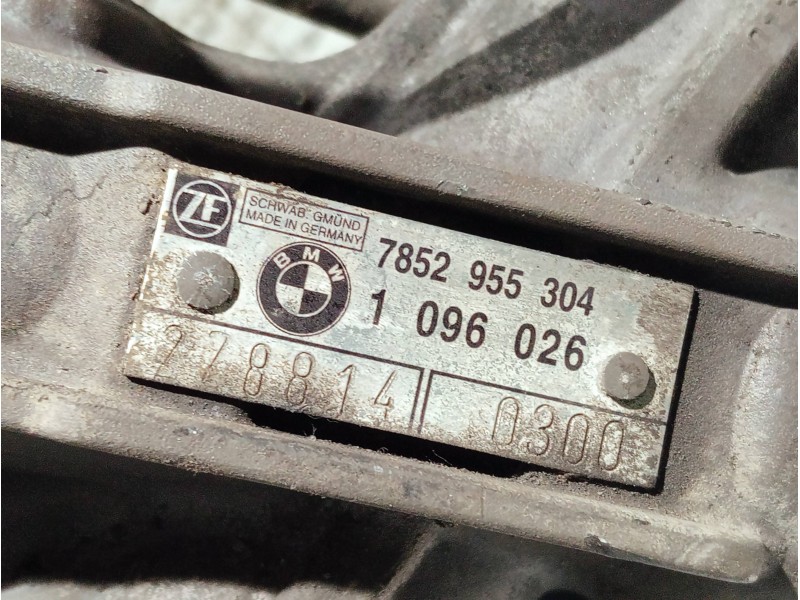 ZF
SCHWÄB. GMÜND
MADE IN GERMANY
BMW
7852 955 304
1 096 026
278814
0300